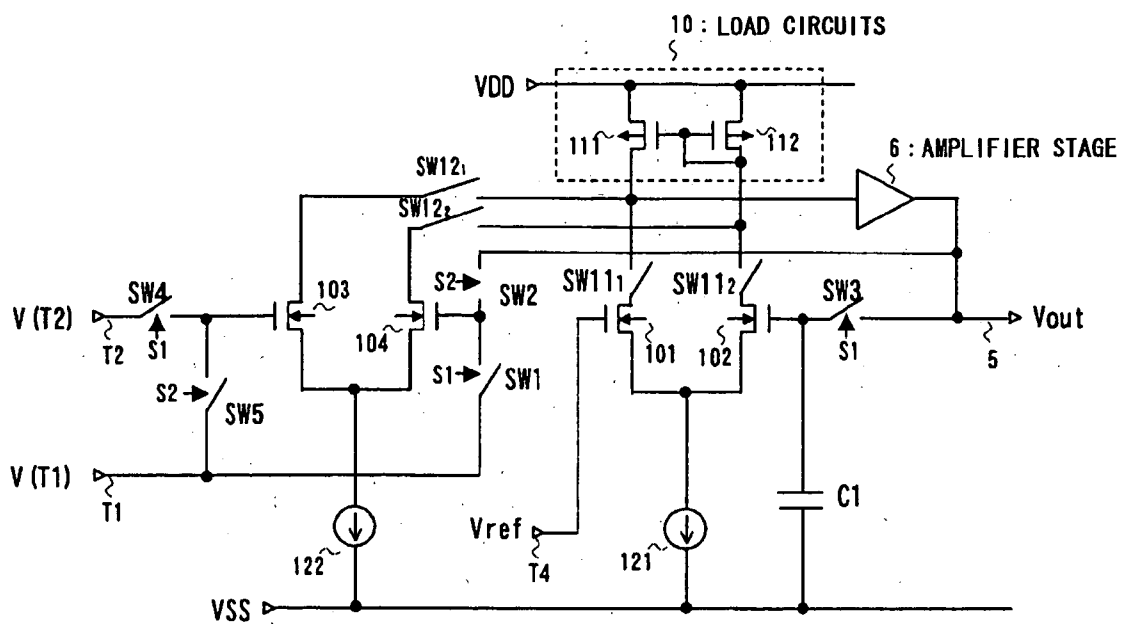 10 : LOAD CIRCUITS
VDD
111
112
6 : AMPLIFIER STAGE
SW12₁
SW12₂
SW4
V(T2)
T2
S1
103
104
S2
SW2
SW11₁
SW11₂
SW3
S1
Vout
5
101
102
S2
SW5
S1
SW1
V(T1)
T1
Vref
T4
C1
122
121
VSS